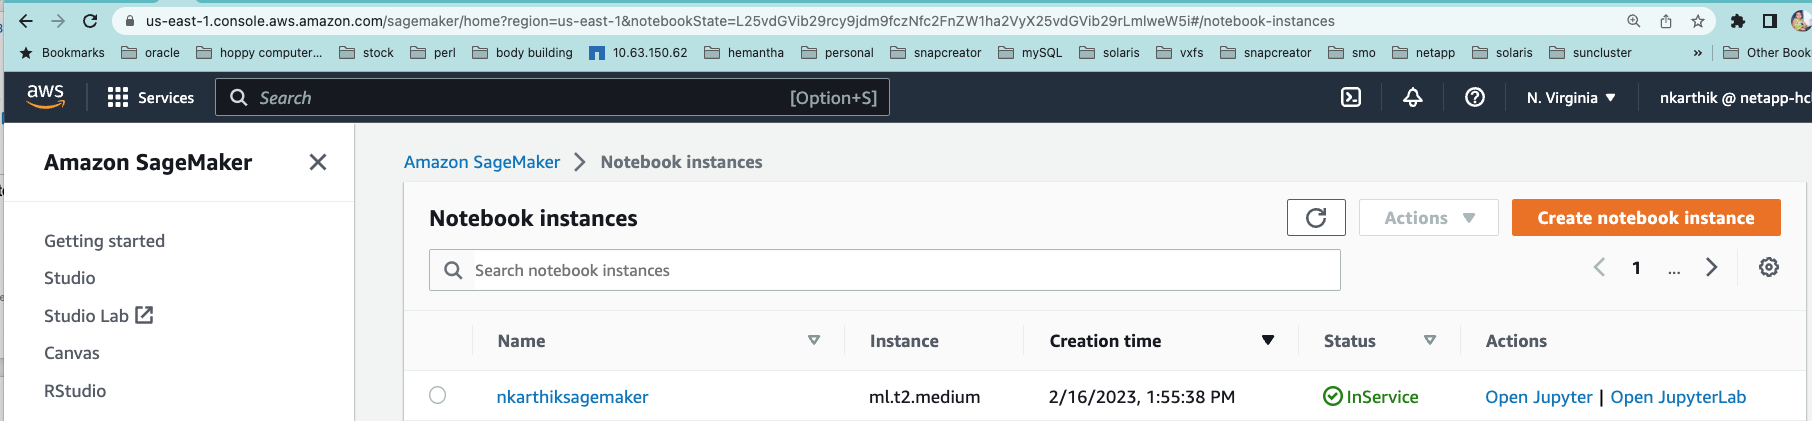 us-east-1.console.aws.amazon.com/sagemaker/home?region=us-east-1&notebookState=L25vdGVib29rcy9jdm9fczNfc2FnZW1ha2VyX25vdGVib29rLmlweW5i#/notebook-instances
Bookmarks oracle hoppy computer... stock perl body building 10.63.150.62 hemantha personal snapcreator mySQL solaris vxfs snapcreator smo netapp solaris suncluster » Other Book
aws Services Search [Option+S] N. Virginia nkarthik @ netapp-hcl
Amazon SageMaker
Getting started
Studio
Studio Lab
Canvas
RStudio
Amazon SageMaker > Notebook instances
Notebook instances Actions Create notebook instance
Search notebook instances 1 ...
Name Instance Creation time Status Actions
nkarthiksagemaker ml.t2.medium 2/16/2023, 1:55:38 PM InService Open Jupyter | Open JupyterLab